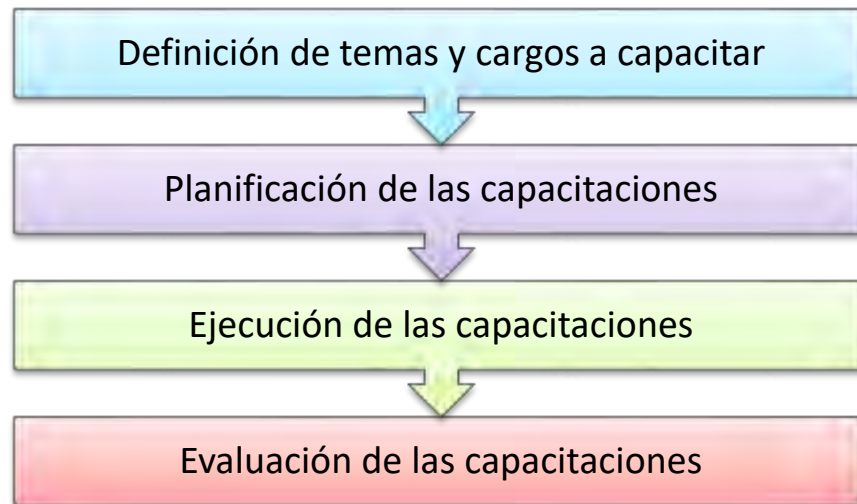 Definición de temas y cargos a capacitar
Planificación de las capacitaciones
Ejecución de las capacitaciones
Evaluación de las capacitaciones